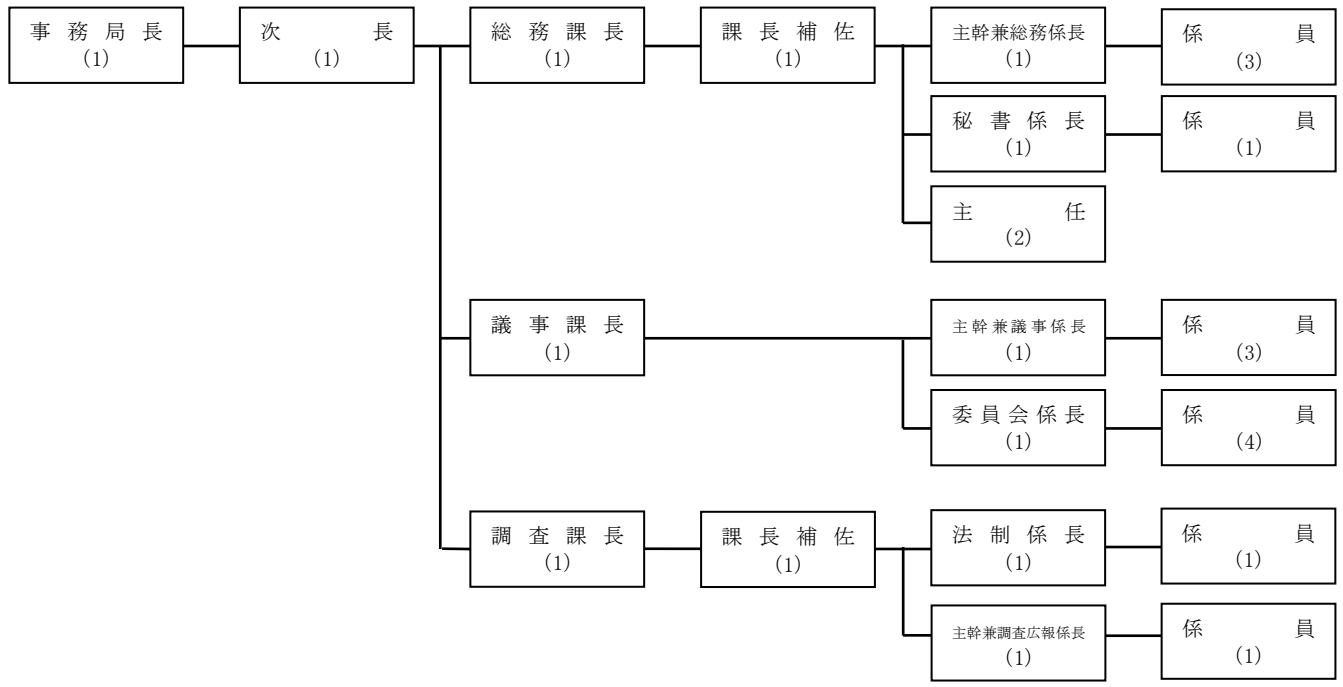 事務局長
(1)
次長
(1)
総務課長
(1)
課長補佐
(1)
主幹兼総務係長
(1)
係員
(3)
秘書係長
(1)
係員
(1)
主任
(2)
議事課長
(1)
主幹兼議事係長
(1)
係員
(3)
委員会係長
(1)
係員
(4)
調査課長
(1)
課長補佐
(1)
法制係長
(1)
係員
(1)
主幹兼調査広報係長
(1)
係員
(1)